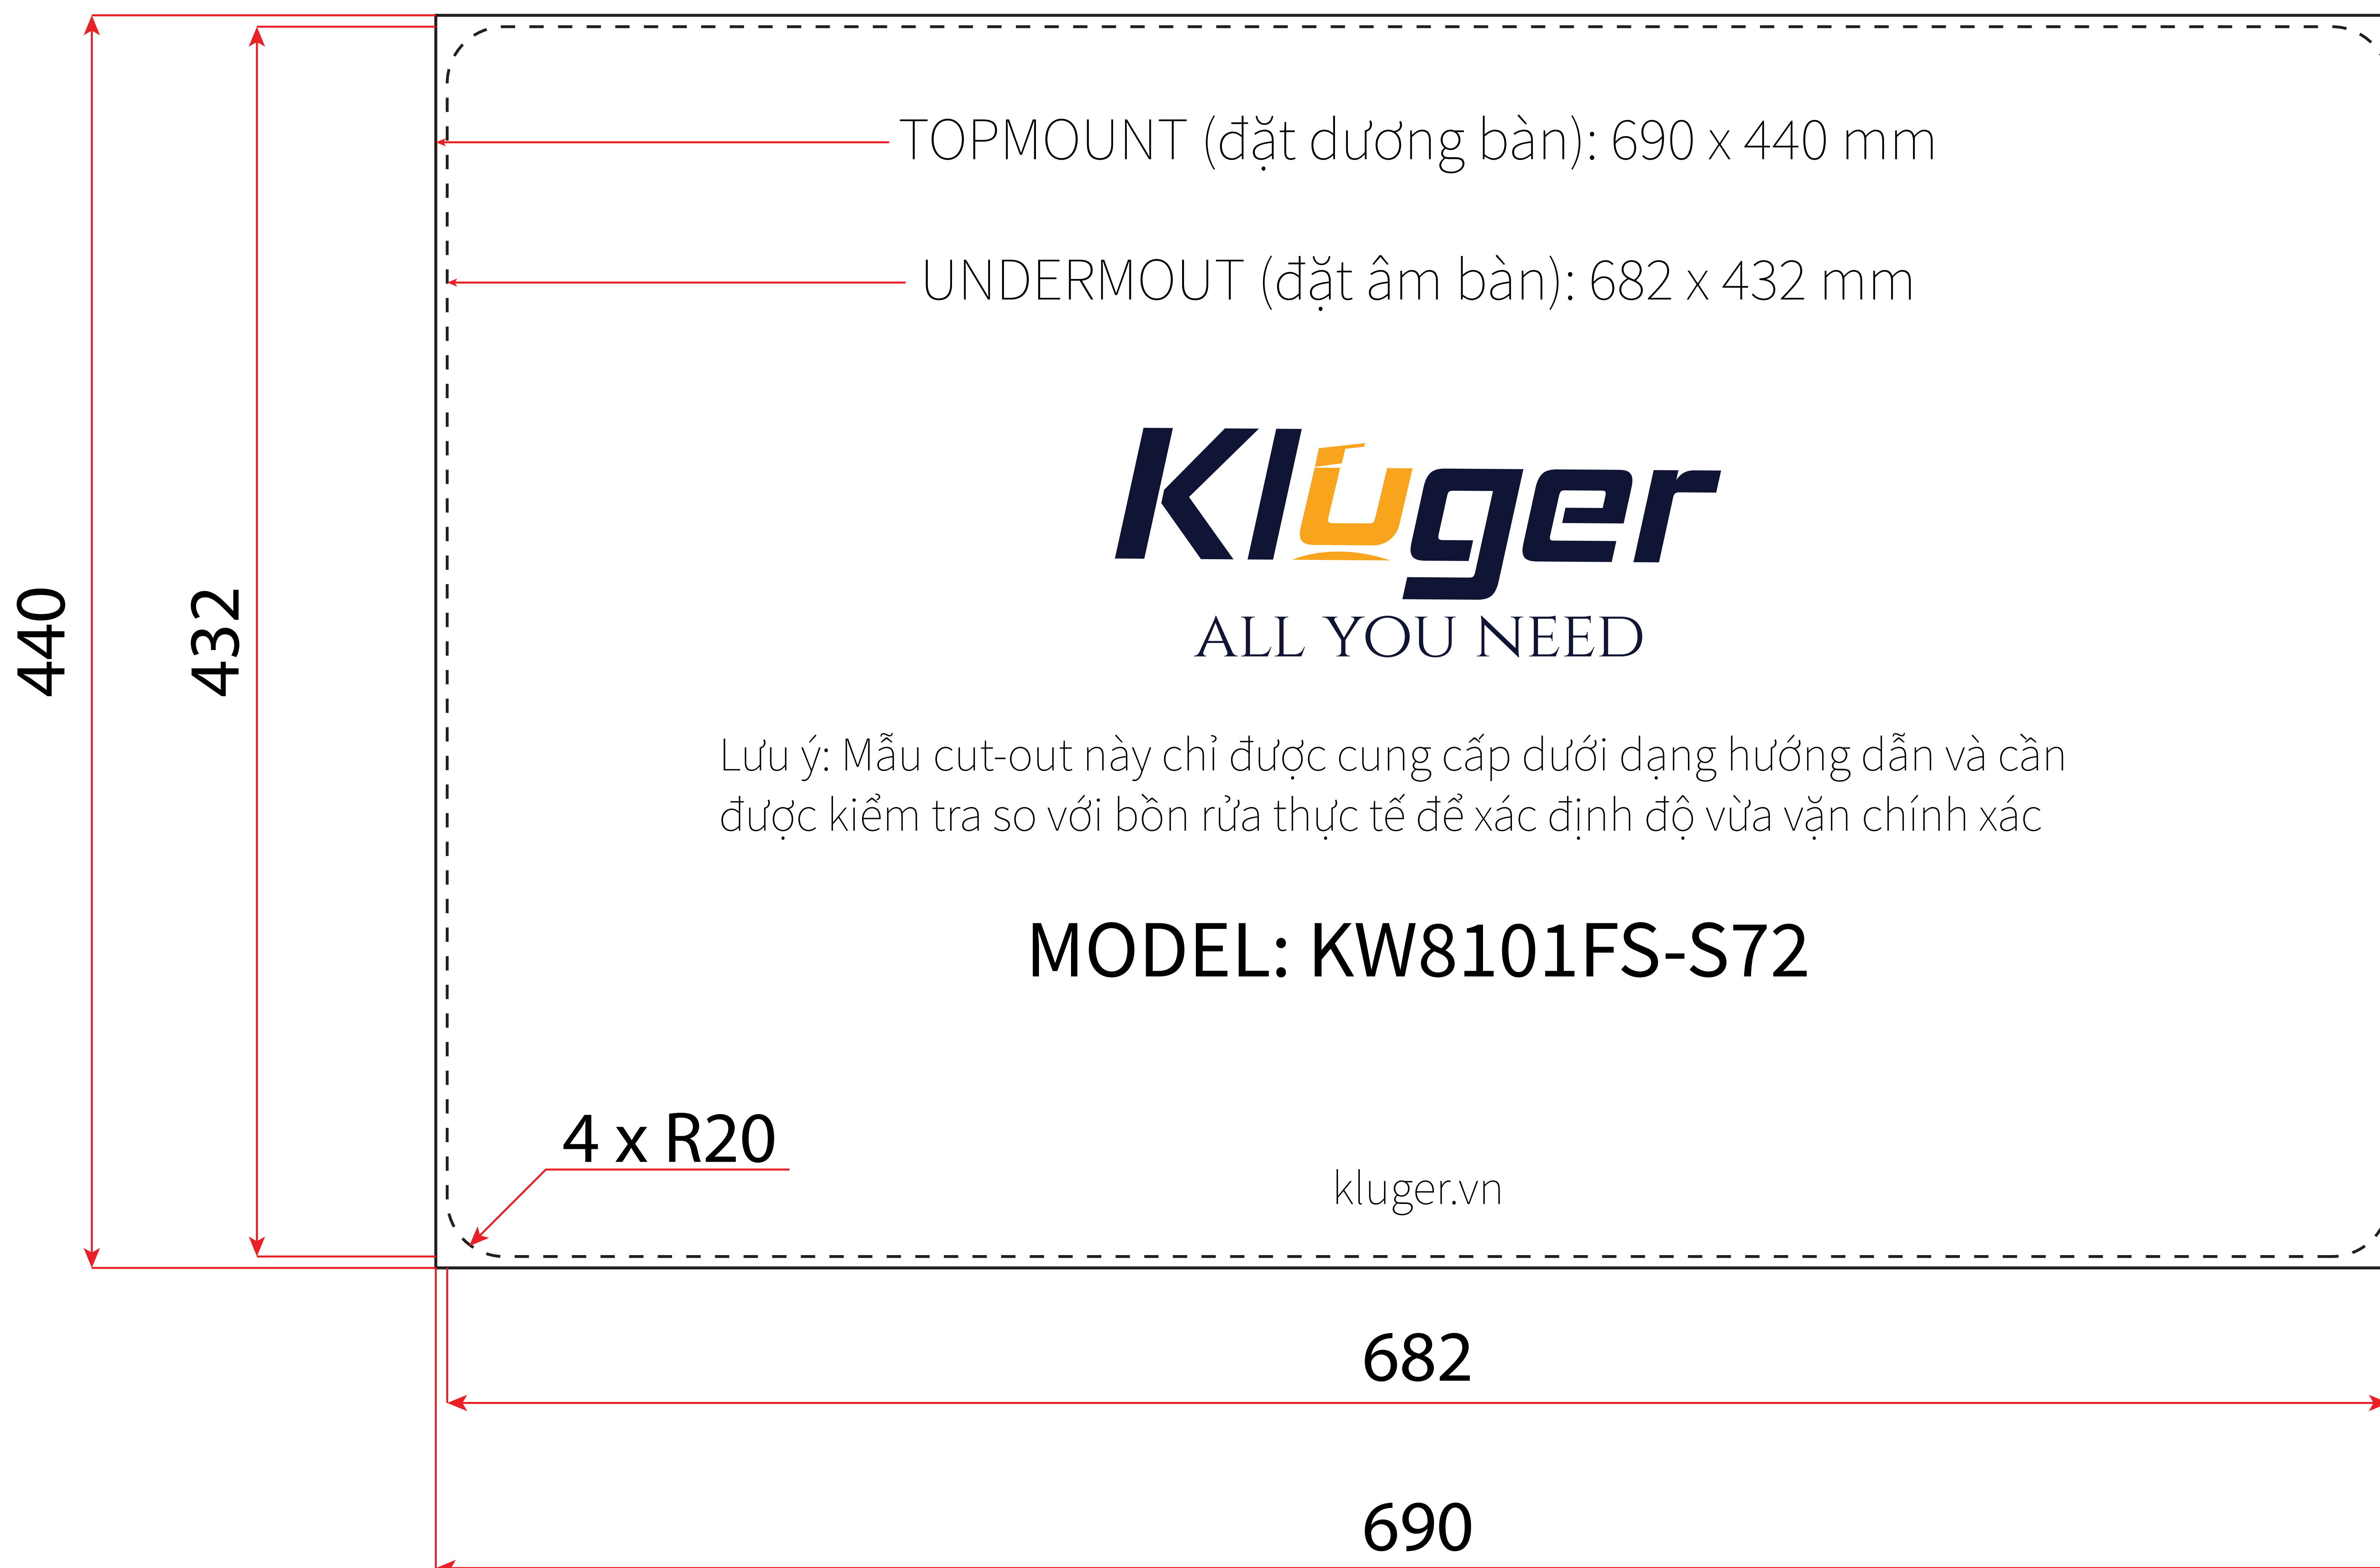 TOPMOUNT (đặt dương bàn): 690 x 440 mm
UNDERMOUT (đặt âm bàn): 682 x 432 mm
440
432
Kluger
ALL YOU NEED
Lưu ý: Mẫu cut-out này chỉ được cung cấp dưới dạng hướng dẫn và cần
được kiểm tra so với bồn rửa thực tế để xác định độ vừa vặn chính xác
MODEL: KW8101FS-S72
4 x R20
kluger.vn
682
690